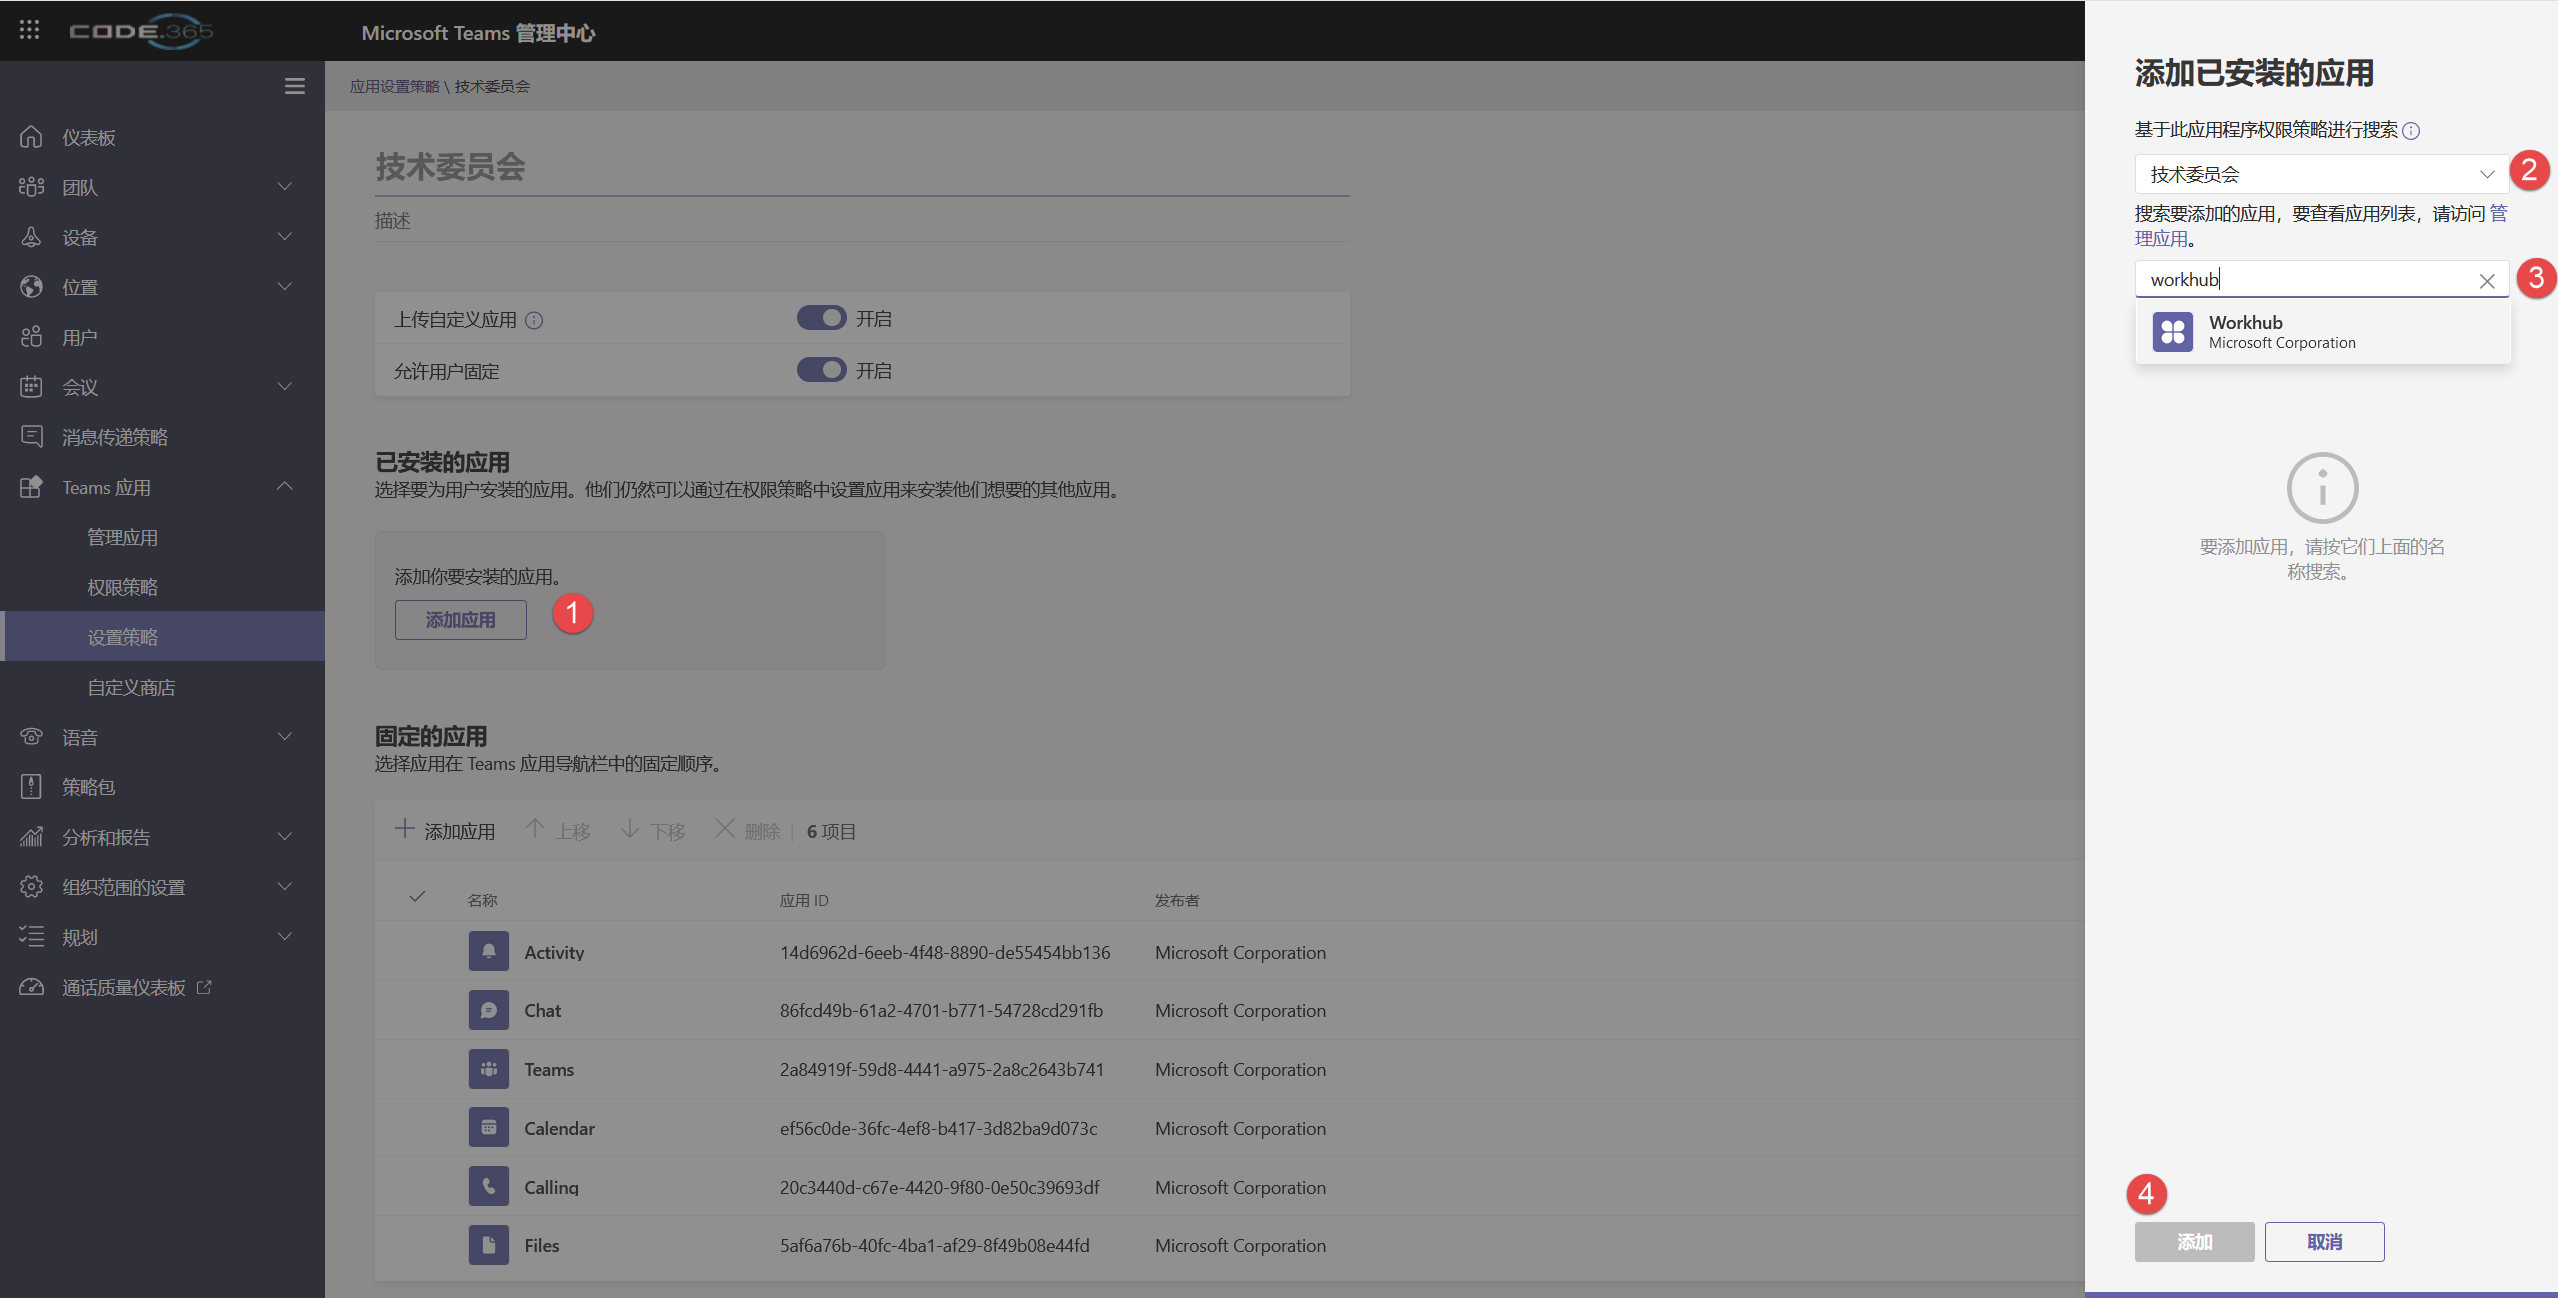 CODE.365
Microsoft Teams 管理中心
仪表板
团队
设备
位置
用户
会议
消息传递策略
Teams 应用
管理应用
权限策略
设置策略
自定义商店
语音
策略包
分析和报告
组织范围的设置
规划
通话质量仪表板
应用设置策略 \ 技术委员会
技术委员会
描述
上传自定义应用 开启
允许用户固定 开启
已安装的应用
选择要为用户安装的应用。他们仍然可以通过在权限策略中设置应用来安装他们想要的其他应用。
添加你要安装的应用。
添加应用 1
固定的应用
选择应用在 Teams 应用导航栏中的固定顺序。
添加应用 上移 下移 删除 | 6 项目
名称 应用 ID 发布者
Activity 14d6962d-6eeb-4f48-8890-de55454bb136 Microsoft Corporation
Chat 86fcd49b-61a2-4701-b771-54728cd291fb Microsoft Corporation
Teams 2a84919f-59d8-4441-a975-2a8c2643b741 Microsoft Corporation
Calendar ef56c0de-36fc-4ef8-b417-3d82ba9d073c Microsoft Corporation
Calling 20c3440d-c67e-4420-9f80-0e50c39693df Microsoft Corporation
Files 5af6a76b-40fc-4ba1-af29-8f49b08e44fd Microsoft Corporation
添加已安装的应用
基于此应用程序权限策略进行搜索
技术委员会 2
搜索要添加的应用，要查看应用列表，请访问 管
理应用。
workhub 3
Workhub
Microsoft Corporation
要添加应用，请按它们上面的名
称搜索。
4
添加 取消